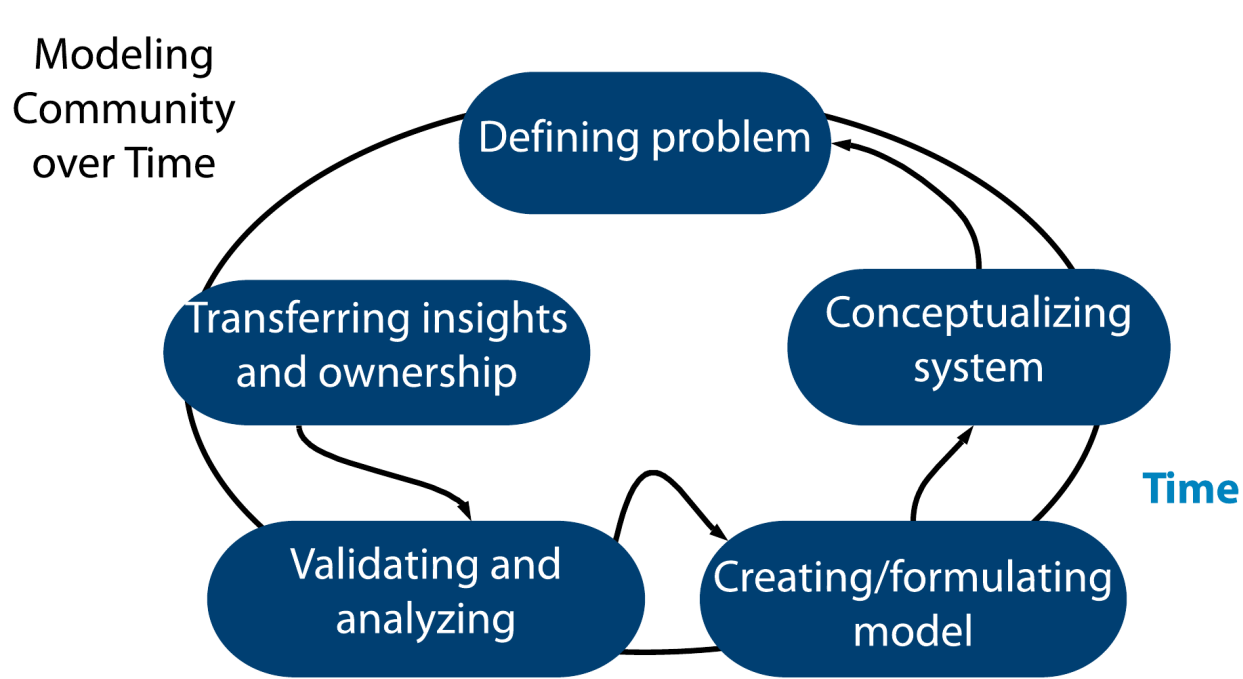 Modeling
Community
over Time
Defining problem
Transferring insights
and ownership
Conceptualizing
system
Time
Validating and
analyzing
Creating/formulating
model